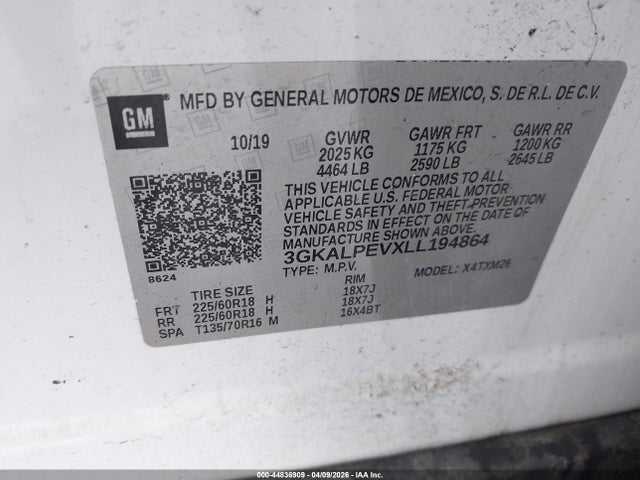 GM
MFD BY GENERAL MOTORS DE MEXICO, S. DE R.L. DE C.V.
10/19 GVWR GAWR FRT GAWR RR
2025 KG 1175 KG 1200 KG
4464 LB 2590 LB 2645 LB
THIS VEHICLE CONFORMS TO ALL
APPLICABLE U.S. FEDERAL MOTOR
VEHICLE SAFETY AND THEFT-PREVENTION
STANDARDS IN EFFECT ON THE DATE OF
MANUFACTURE SHOWN ABOVE.
3GKALPEVXLL194864
8624 TYPE: M.P.V. MODEL: X4TXM26
TIRE SIZE RIM
FRT 225/60R18 H 18X7J
RR 225/60R18 H 18X7J
SPA T135/70R16 M 16X4BT
000-44836909 - 04/09/2026 - IAA Inc.